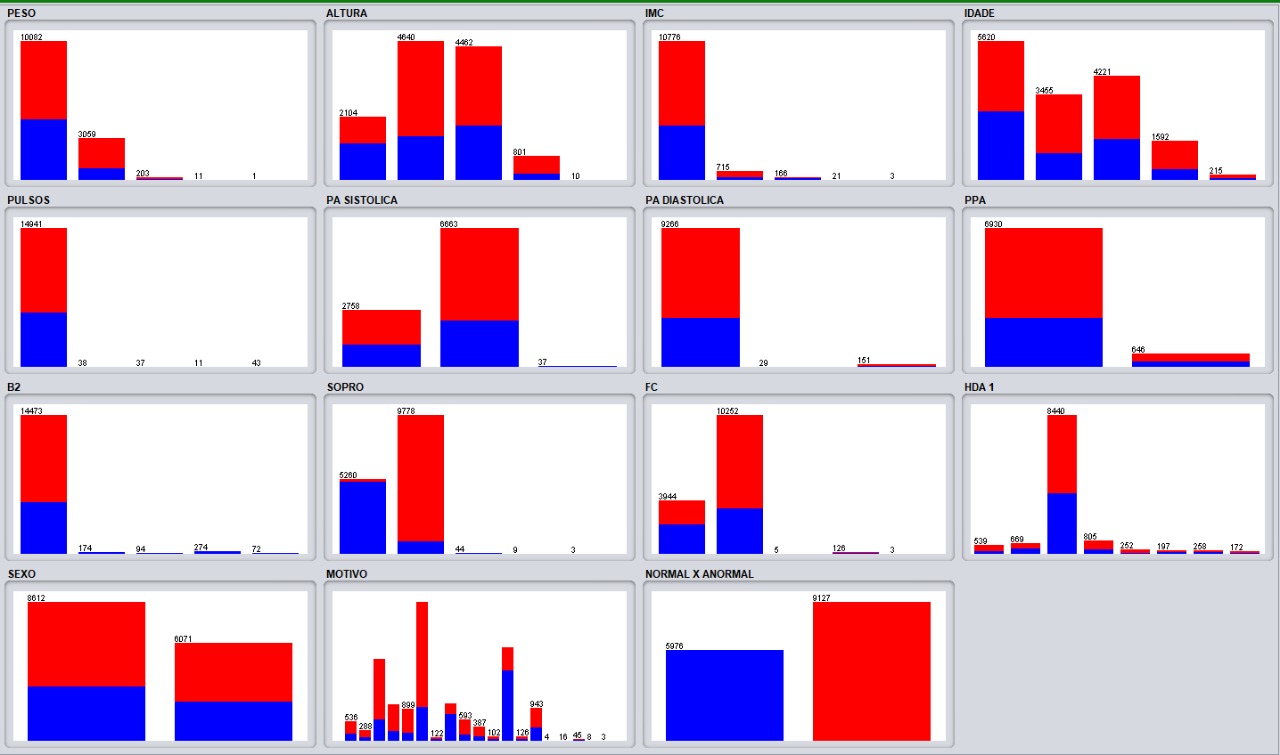 PESO ALTURA IMC IDADE
10082 3059 203 11 1
2104 4640 4462 801 10
10776 715 166 21 3
5620 3455 4221 1592 215
PULSOS PA SISTOLICA PA DIASTOLICA PPA
14941 38 37 11 43
2758 6663 37
9266 29 151
6930 646
B2 SOPRO FC HDA 1
14473 174 94 274 72
5260 9778 44 9 3
3944 10252 5 126 3
539 669 8440 805 252 197 258 172
SEXO MOTIVO NORMAL X ANORMAL
8612 6071
536 288 899 122 593 387 102 126 943 4 16 45 8 3
5976 9127